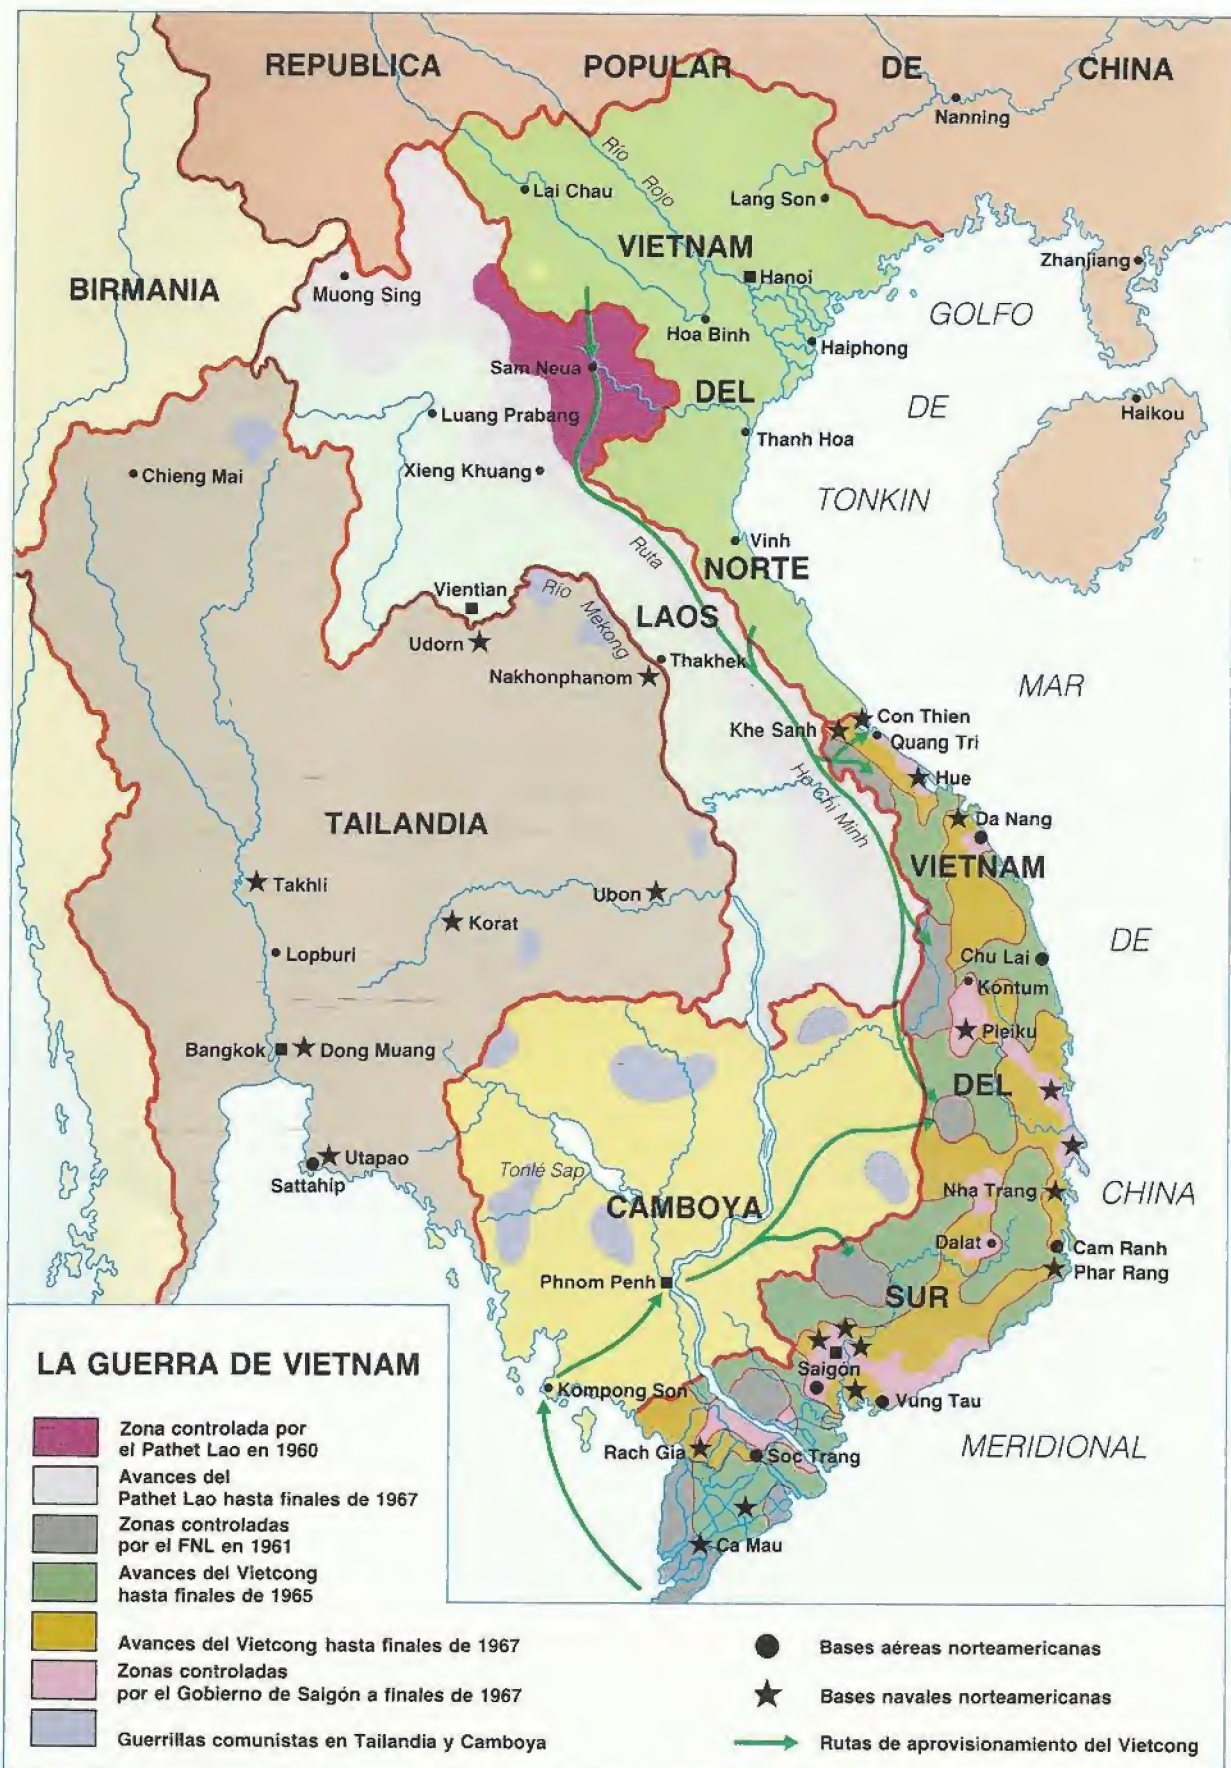 REPUBLICA POPULAR DE CHINA
Nanning
Río Rojo
Lai Chau
Lang Son
VIETNAM
Hanoi
Zhanjiang
BIRMANIA
Muong Sing
GOLFO
Hoa Binh
Haiphong
Sam Neua
DEL
DE
Haikou
Luang Prabang
Thanh Hoa
Chieng Mai
Xieng Khuang
TONKIN
Ruta
Vinh
NORTE
Vientian
Río Mekong
LAOS
Udorn
Thakhek
Nakhonphanom
MAR
Con Thien
Khe Sanh
Quang Tri
Hue
Ho Chi Minh
TAILANDIA
Da Nang
VIETNAM
Takhli
Ubon
Korat
DE
Lopburi
Chu Lai
Kontum
Pleiku
Bangkok
Dong Muang
DEL
Utapao
Sattahip
Tonlé Sap
Nha Trang
CHINA
CAMBOYA
Dalat
Cam Ranh
Phnom Penh
Phar Rang
SUR
Saigón
Kompong Son
Vung Tau
Rach Gia
Soc Trang
MERIDIONAL
Ca Mau
LA GUERRA DE VIETNAM
Zona controlada por
el Pathet Lao en 1960
Avances del
Pathet Lao hasta finales de 1967
Zonas controladas
por el FNL en 1961
Avances del Vietcong
hasta finales de 1965
Avances del Vietcong hasta finales de 1967
Zonas controladas
por el Gobierno de Saigón a finales de 1967
Guerrillas comunistas en Tailandia y Camboya
Bases aéreas norteamericanas
Bases navales norteamericanas
Rutas de aprovisionamiento del Vietcong